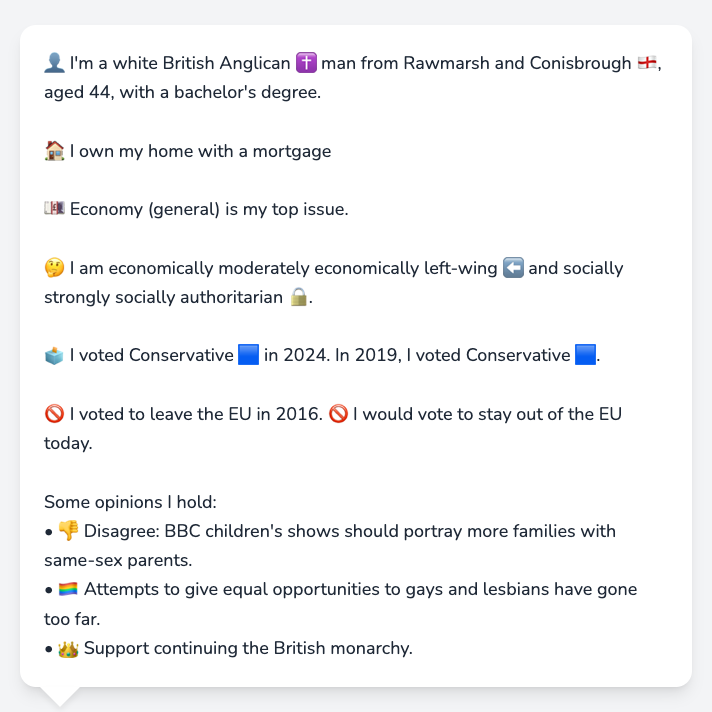 👤 I'm a white British Anglican ✝️ man from Rawmarsh and Conisbrough 🏴󠁧󠁢󠁥󠁮󠁧󠁿,
aged 44, with a bachelor's degree.
🏠 I own my home with a mortgage
💷 Economy (general) is my top issue.
🤔 I am economically moderately economically left-wing ⬅️ and socially
strongly socially authoritarian 🔒.
🗳️ I voted Conservative 🟦 in 2024. In 2019, I voted Conservative 🟦.
🚫 I voted to leave the EU in 2016. 🚫 I would vote to stay out of the EU
today.
Some opinions I hold:
• 👎 Disagree: BBC children's shows should portray more families with
same-sex parents.
• 🏳️‍🌈 Attempts to give equal opportunities to gays and lesbians have gone
too far.
• 👑 Support continuing the British monarchy.